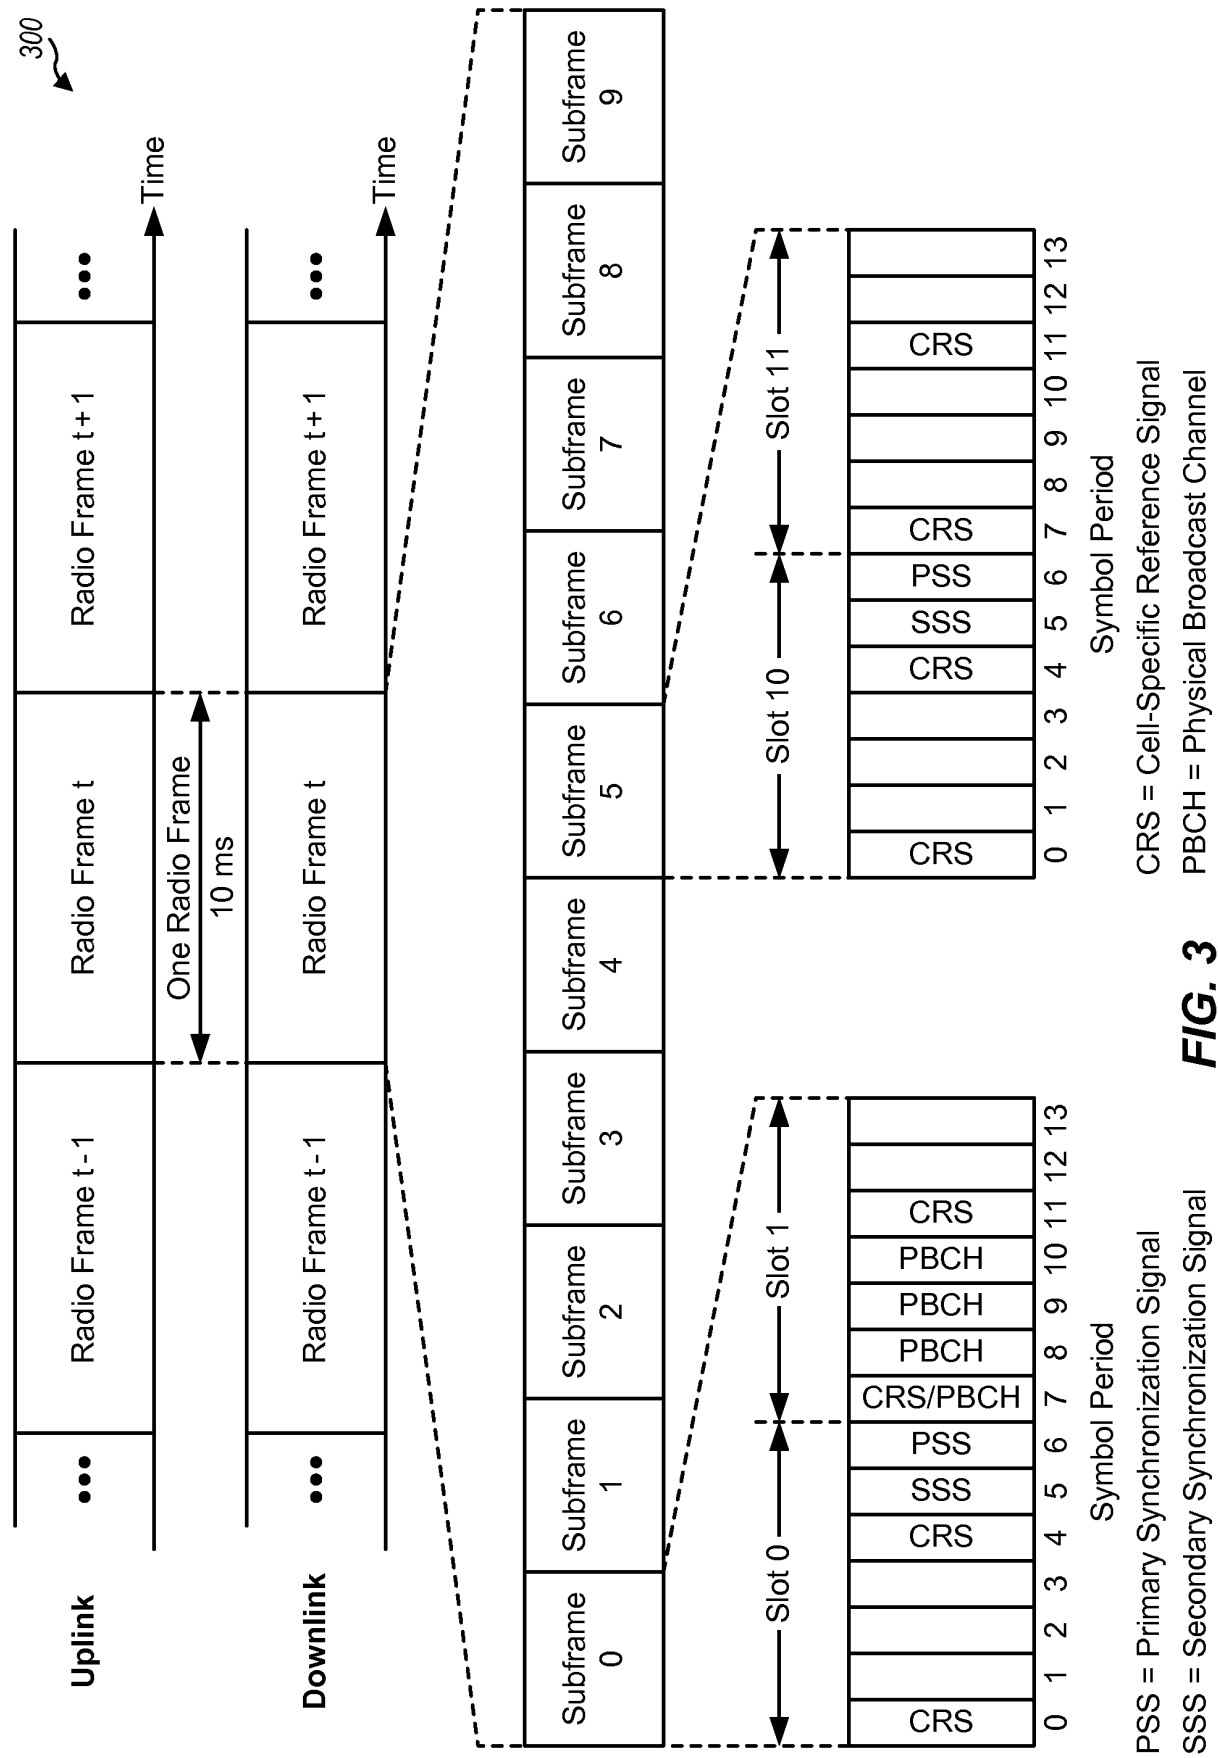 300
Uplink
Radio Frame t-1
Radio Frame t
Radio Frame t+1
Time
One Radio Frame
10 ms
Downlink
Radio Frame t-1
Radio Frame t
Radio Frame t+1
Time
Subframe
0
Subframe
1
Subframe
2
Subframe
3
Subframe
4
Subframe
5
Subframe
6
Subframe
7
Subframe
8
Subframe
9
Slot 0
Slot 1
CRS
CRS
SSS
PSS
CRS/PBCH
PBCH
PBCH
PBCH
CRS
0 1 2 3 4 5 6 7 8 9 10 11 12 13
Symbol Period
Slot 10
Slot 11
CRS
CRS
SSS
PSS
CRS
CRS
0 1 2 3 4 5 6 7 8 9 10 11 12 13
Symbol Period
PSS = Primary Synchronization Signal
SSS = Secondary Synchronization Signal
CRS = Cell-Specific Reference Signal
PBCH = Physical Broadcast Channel
FIG. 3